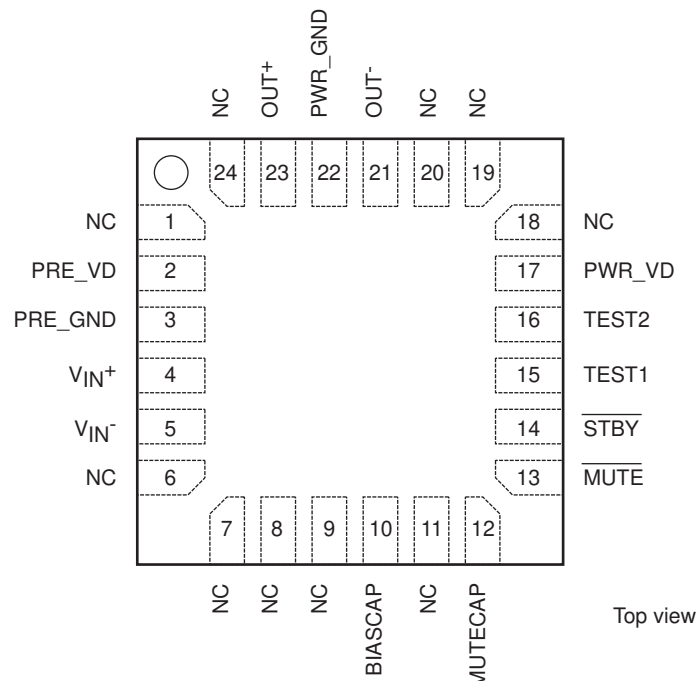 NC OUT+ PWR_GND OUT- NC NC
24 23 22 21 20 19
NC 1 18 NC
PRE_VD 2 17 PWR_VD
PRE_GND 3 16 TEST2
VIN+ 4 15 TEST1
VIN- 5 14 STBY
NC 6 13 MUTE
7 8 9 10 11 12
NC NC NC BIASCAP NC MUTECAP
Top view